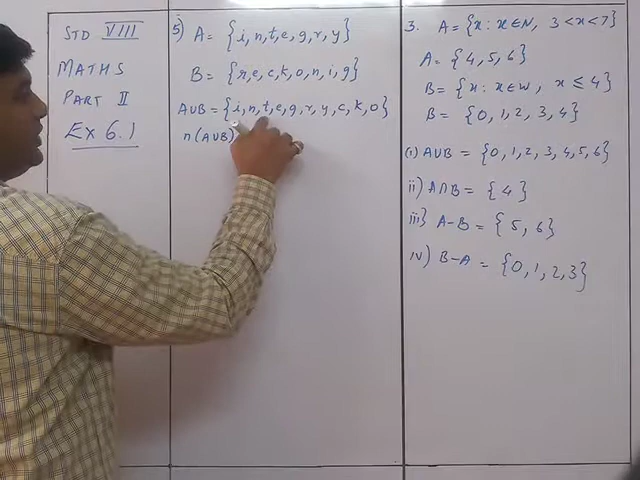 STD VIII
MATHS
PART II
Ex 6.1
5) A = {i, n, t, e, g, r, y}
B = {r, e, c, k, o, n, i, g}
A∪B = {i, n, t, e, g, r, y, c, k, o}
n(A∪B)
3. A = {x : x ∈ N, 3 < x < 7}
A = {4, 5, 6}
B = {x : x ∈ W, x ≤ 4}
B = {0, 1, 2, 3, 4}
(i) A∪B = {0, 1, 2, 3, 4, 5, 6}
ii) A∩B = {4}
iii} A-B = {5, 6}
iv) B-A = {0, 1, 2, 3}